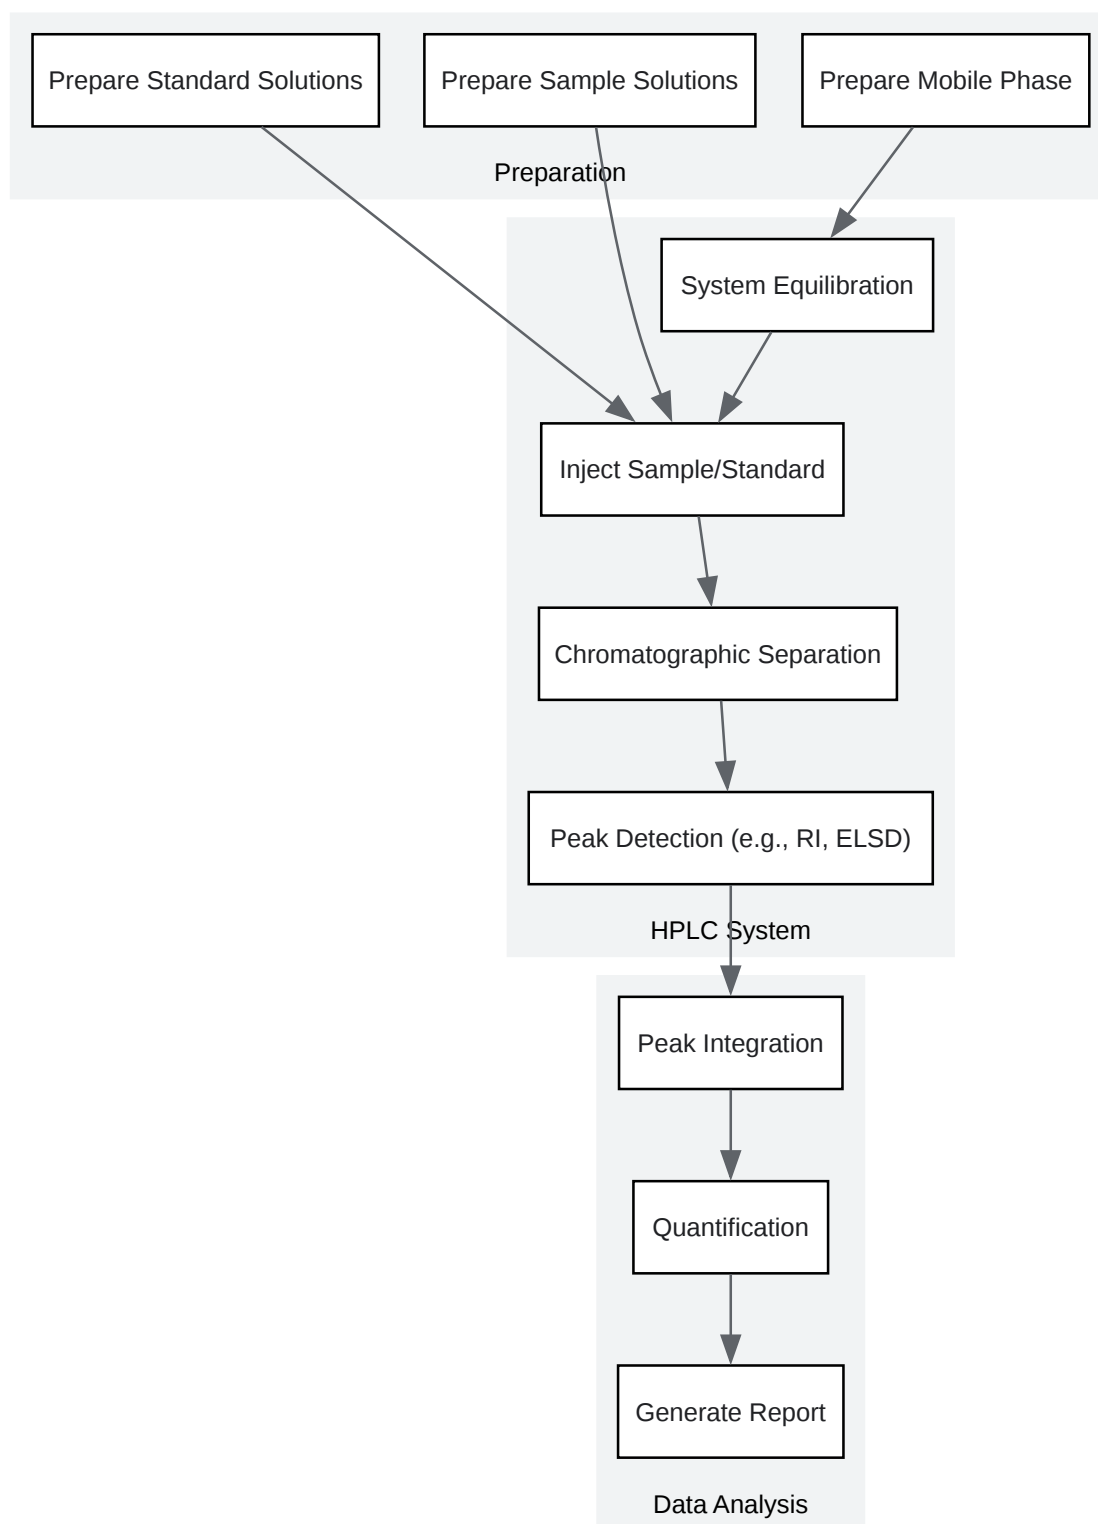 Prepare Standard Solutions
Prepare Sample Solutions
Prepare Mobile Phase
Preparation
System Equilibration
Inject Sample/Standard
Chromatographic Separation
Peak Detection (e.g., RI, ELSD)
HPLC System
Peak Integration
Quantification
Generate Report
Data Analysis